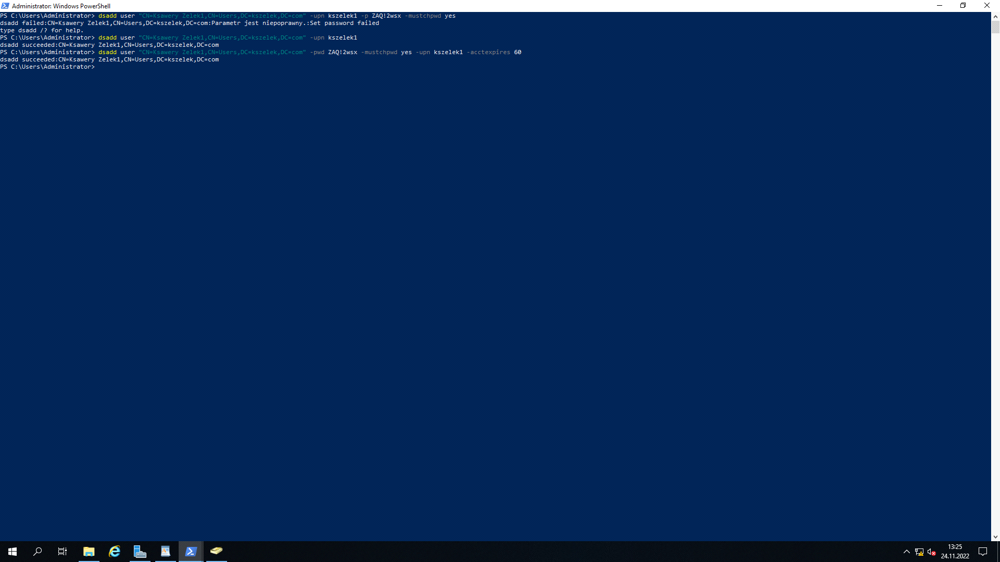 Administrator: Windows PowerShell
PS C:\Users\Administrator> dsadd user "CN=Ksawery Zelek1,CN=Users,DC=kszelek,DC=com" -upn kszelek1 -p ZAQ!2wsx -mustchpwd yes
dsadd failed:CN=Ksawery Zelek1,CN=Users,DC=kszelek,DC=com:Parametr jest niepoprawny.:Set password failed
type dsadd /? for help.
PS C:\Users\Administrator> dsadd user "CN=Ksawery Zelek1,CN=Users,DC=kszelek,DC=com" -upn kszelek1
dsadd succeeded:CN=Ksawery Zelek1,CN=Users,DC=kszelek,DC=com
PS C:\Users\Administrator> dsadd user "CN=Ksawery Zelek1,CN=Users,DC=kszelek,DC=com" -pwd ZAQ!2wsx -mustchpwd yes -upn kszelek1 -acctexpires 60
dsadd succeeded:CN=Ksawery Zelek1,CN=Users,DC=kszelek,DC=com
PS C:\Users\Administrator>
13:25
24.11.2022